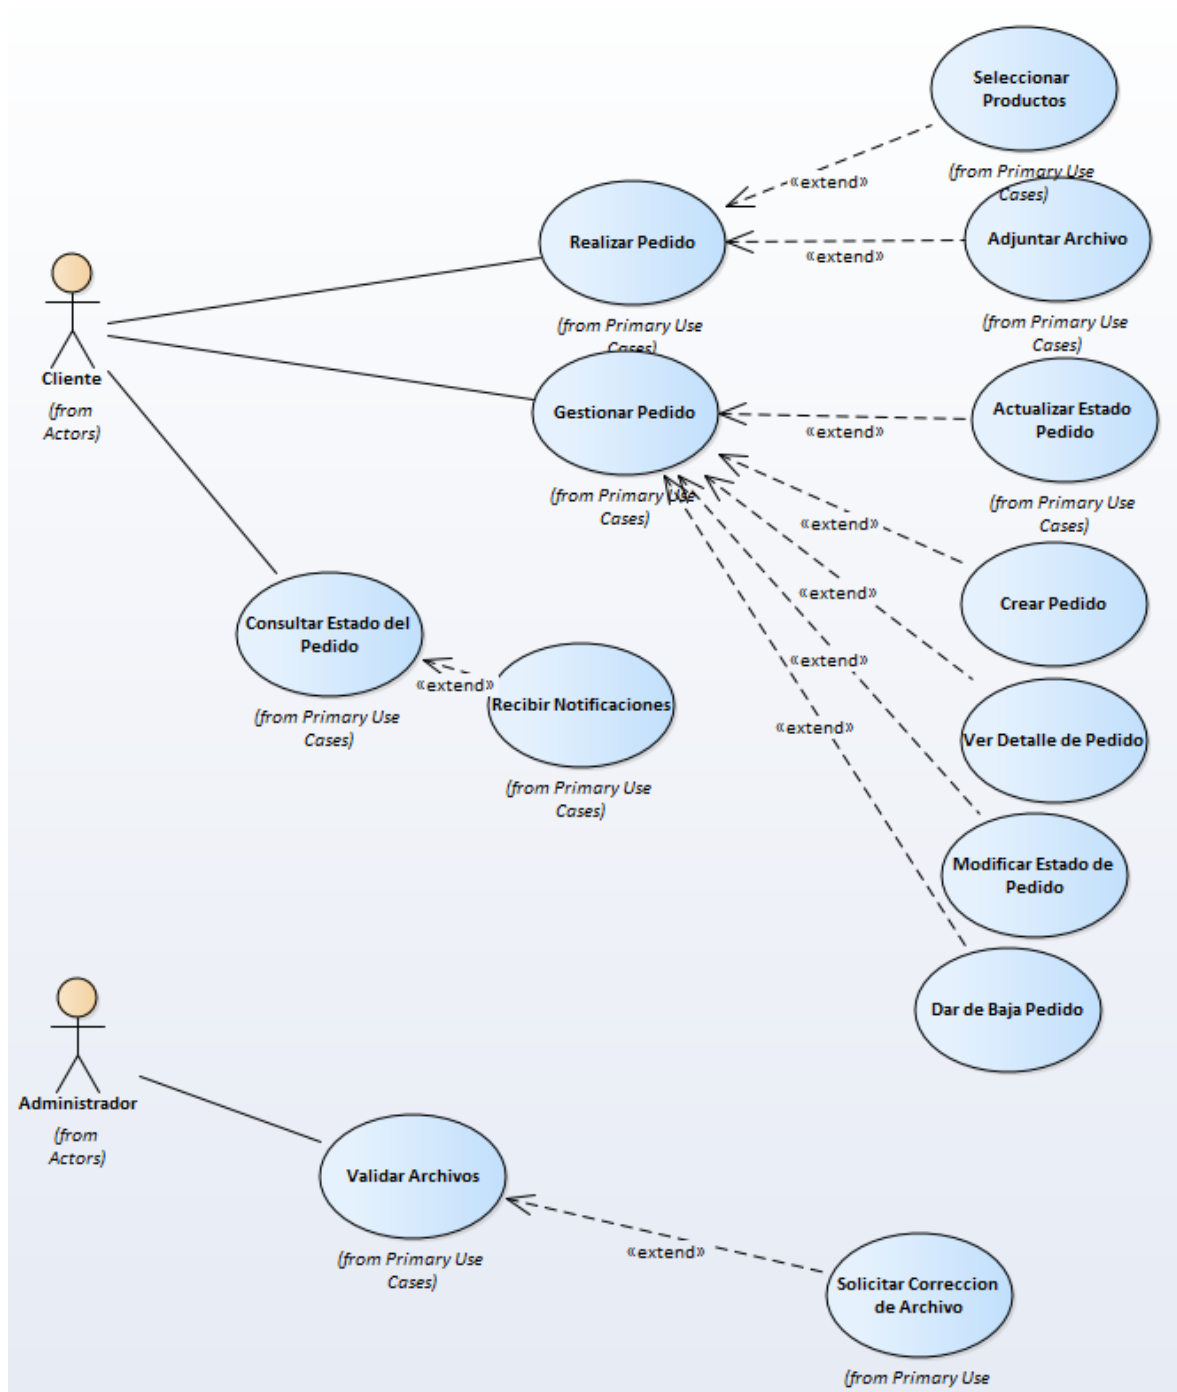 Seleccionar
Productos
(from Primary Use
Cases)
«extend»
Realizar Pedido
(from Primary Use
Cases)
Adjuntar Archivo
«extend»
(from Primary Use
Cases)
Cliente
(from
Actors)
Gestionar Pedido
(from Primary Use
Cases)
Actualizar Estado
Pedido
«extend»
(from Primary Use
Cases)
«extend»
Crear Pedido
«extend»
Consultar Estado del
Pedido
(from Primary Use
Cases)
«extend»
Recibir Notificaciones
(from Primary Use
Cases)
«extend»
Ver Detalle de Pedido
«extend»
Modificar Estado de
Pedido
Dar de Baja Pedido
Administrador
(from
Actors)
Validar Archivos
(from Primary Use
Cases)
«extend»
Solicitar Correccion
de Archivo
(from Primary Use